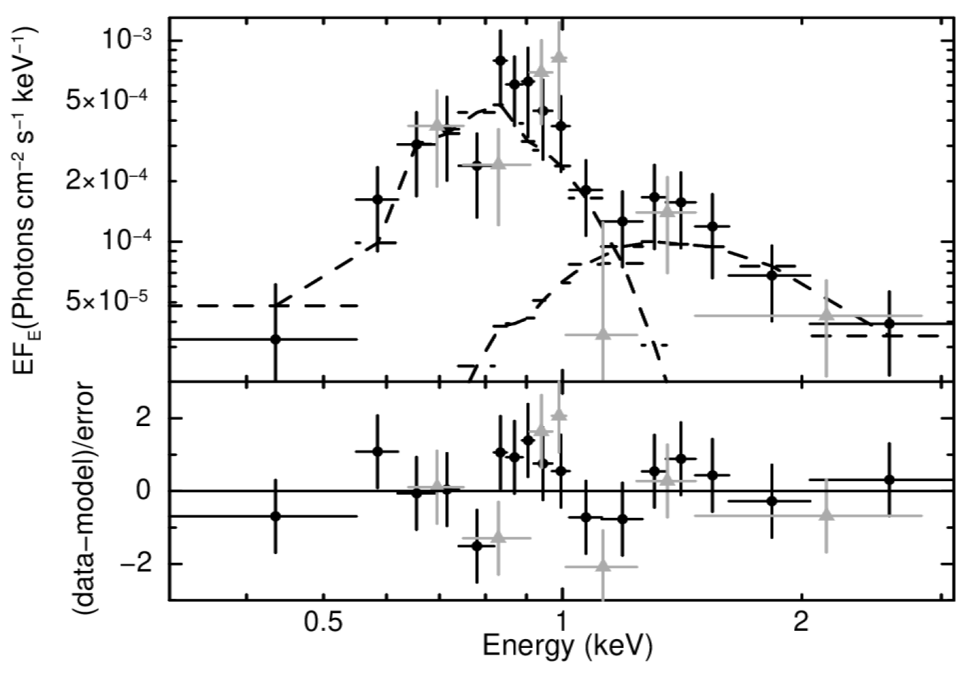 EF_E(Photons cm⁻² s⁻¹ keV⁻¹)
10⁻³
5×10⁻⁴
2×10⁻⁴
10⁻⁴
5×10⁻⁵
(data−model)/error
2
0
−2
0.5 1 2
Energy (keV)